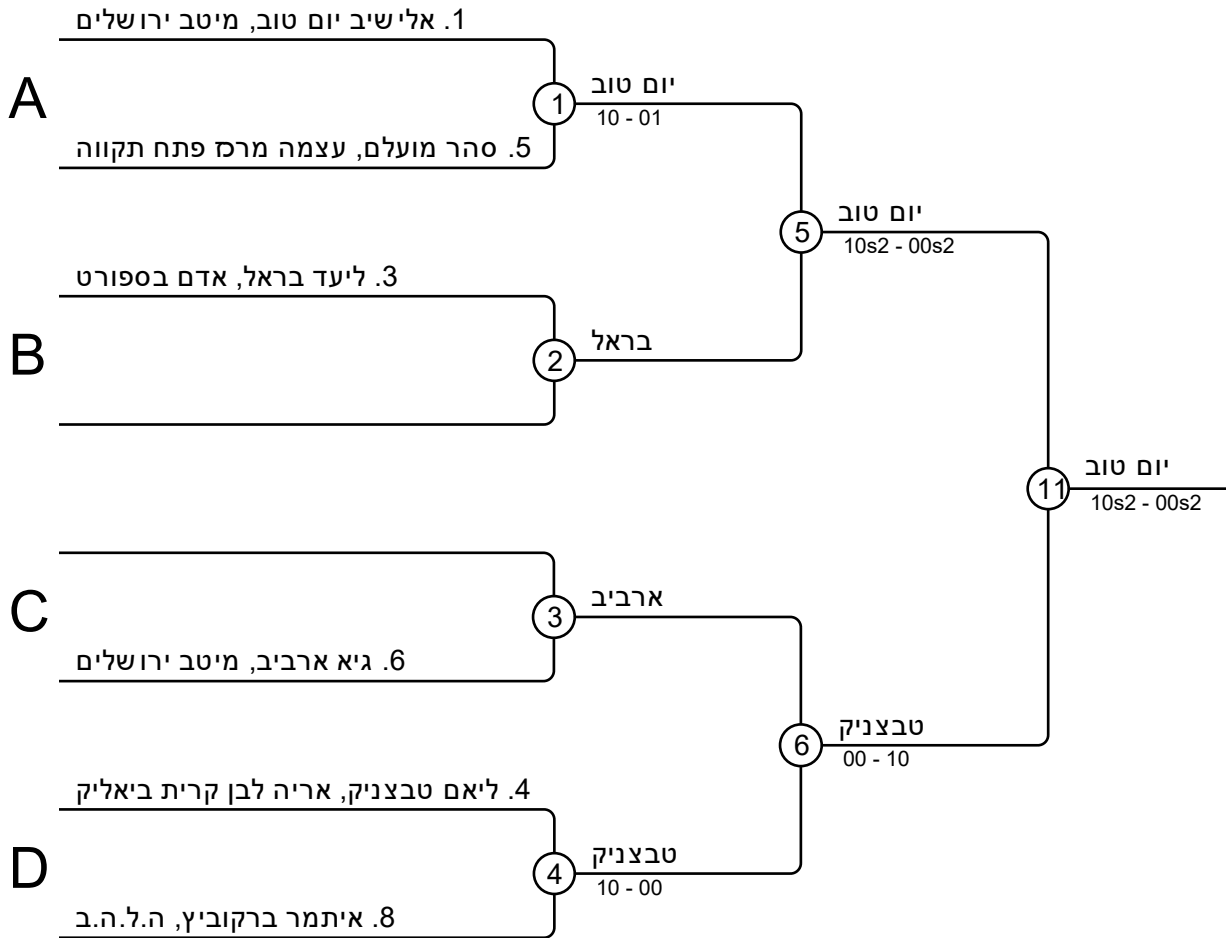 1. אלישיב יום טוב, מיטב ירושלים
A
1
יום טוב
10 - 01
5. סהר מועלם, עצמה מרכז פתח תקווה
5
יום טוב
10s2 - 00s2
3. ליעד בראל, אדם בספורט
B
2
בראל
11
יום טוב
10s2 - 00s2
C
3
ארביב
6. גיא ארביב, מיטב ירושלים
6
טבצניק
00 - 10
4. ליאם טבצניק, אריה לבן קרית ביאליק
D
4
טבצניק
10 - 00
8. איתמר ברקוביץ, ה.ל.ה.ב